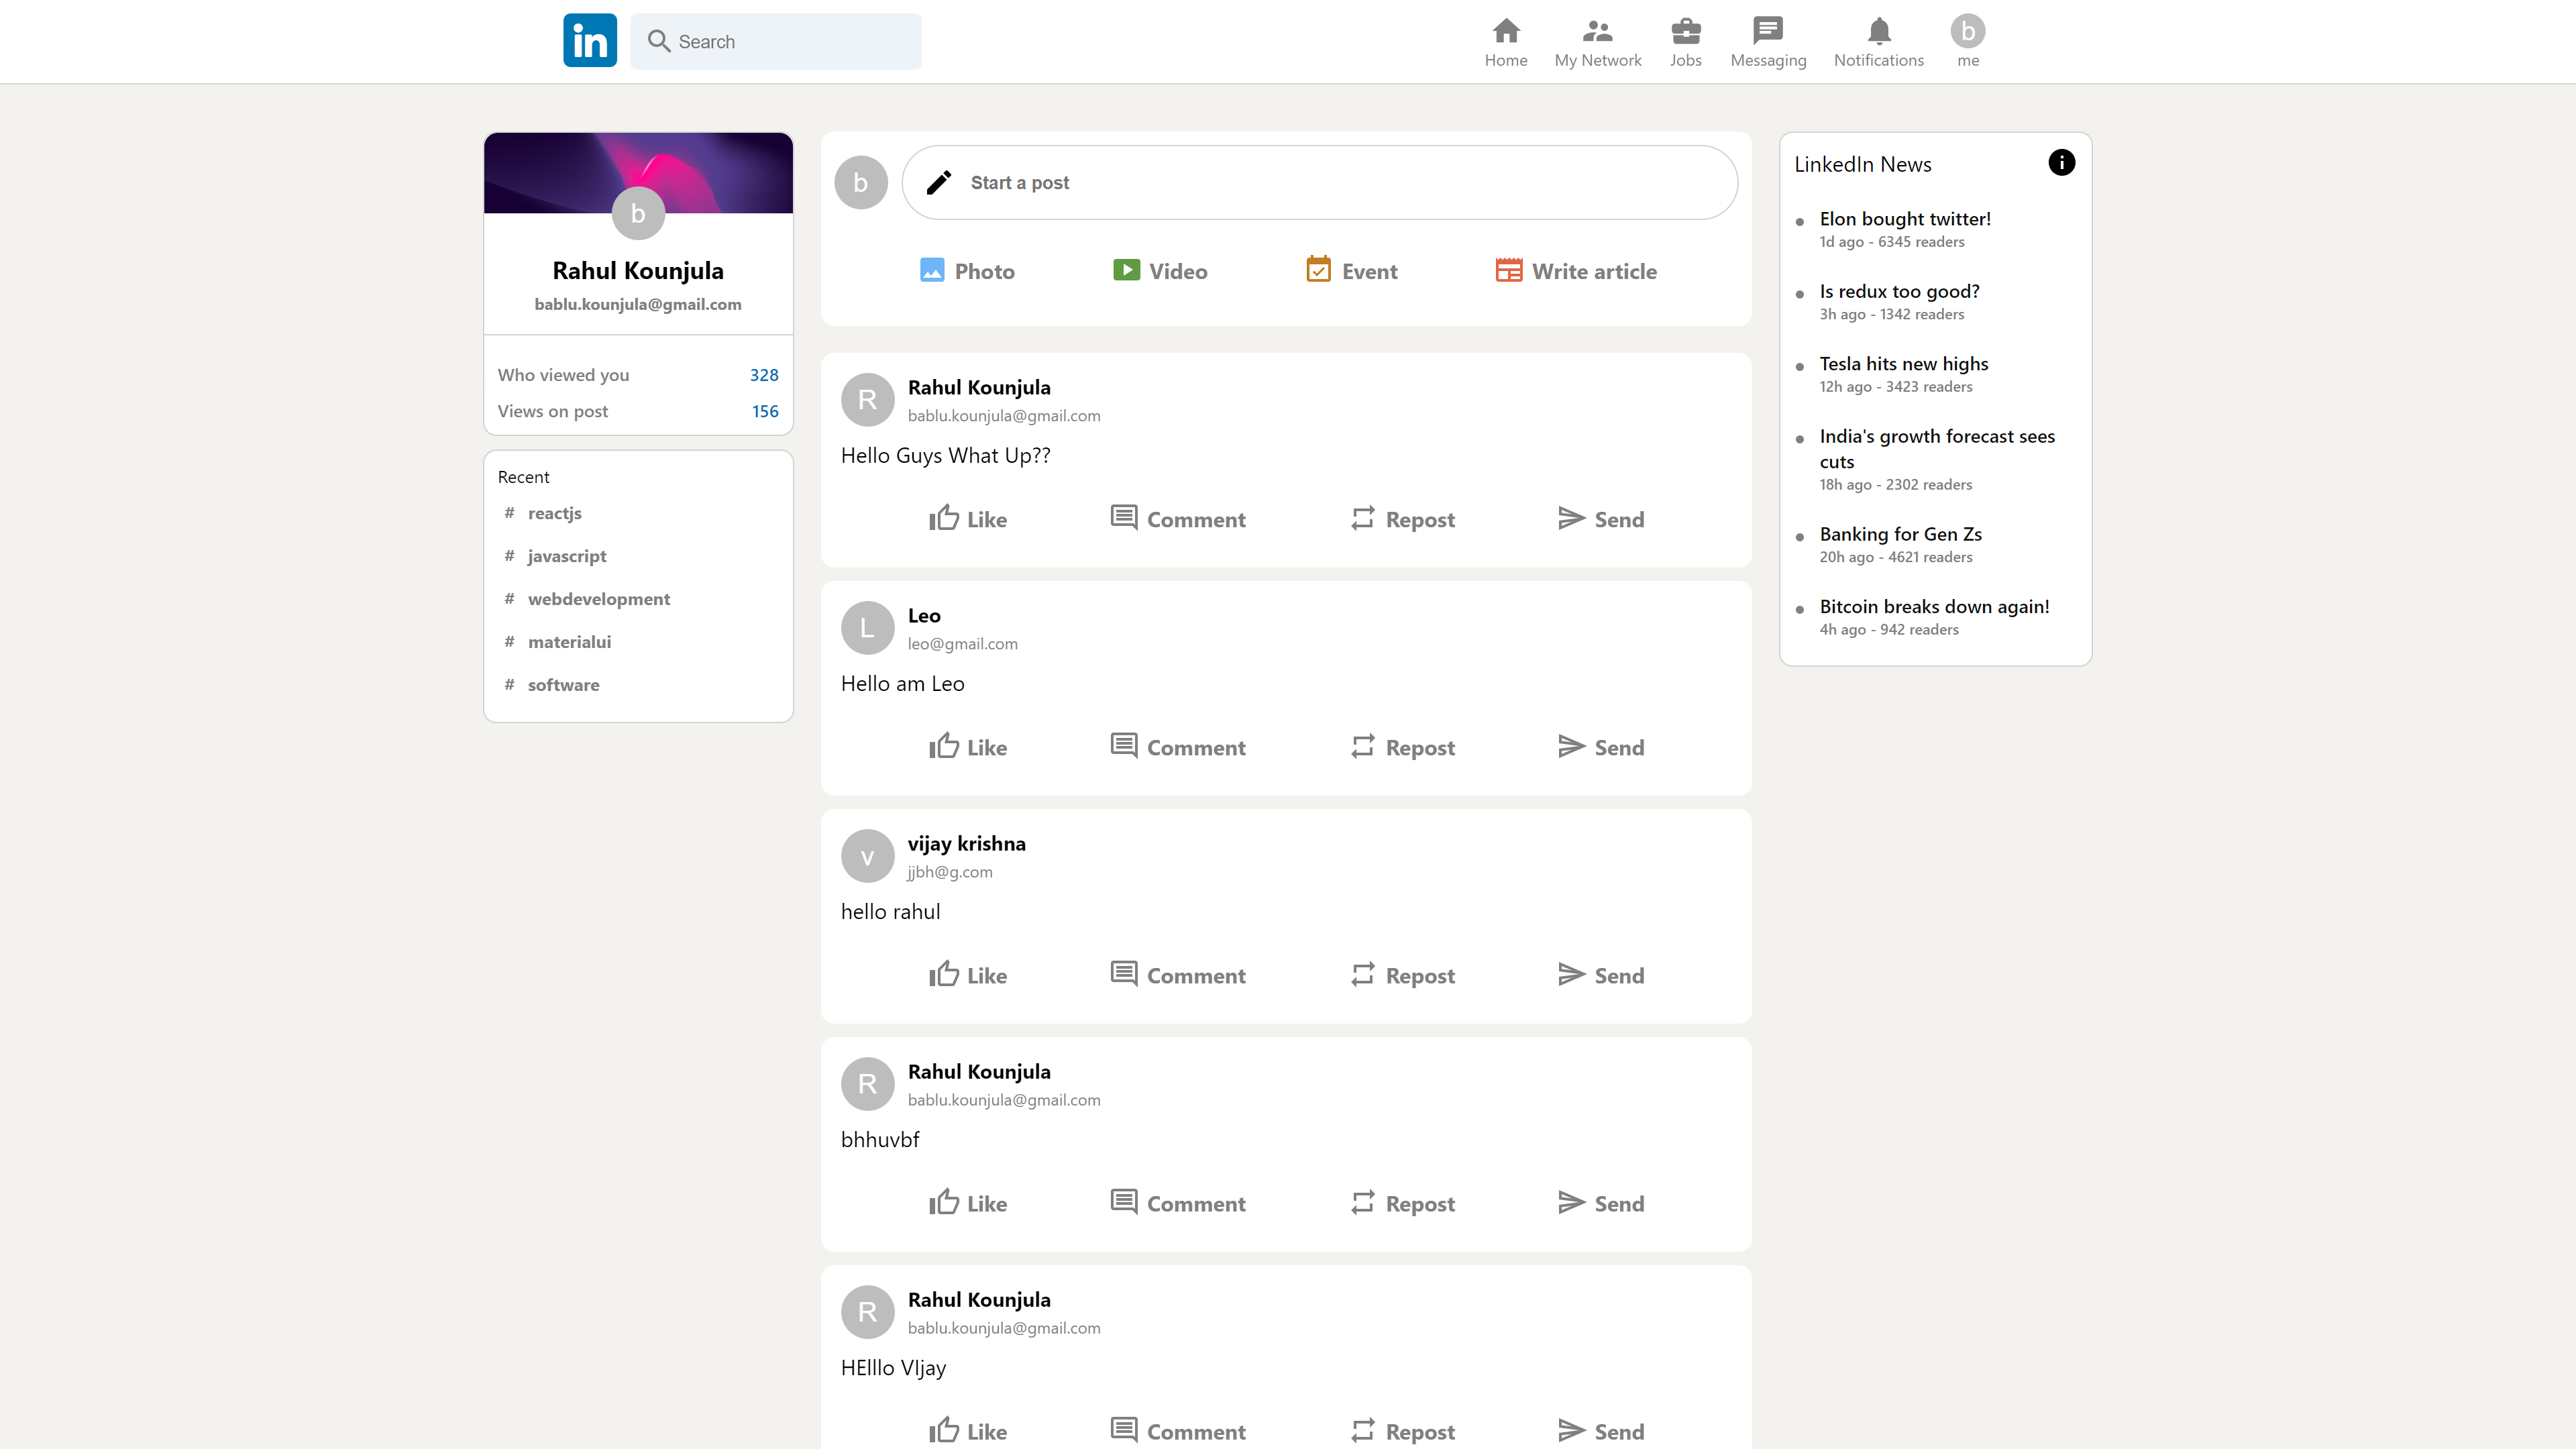 in
Search
Home
My Network
Jobs
Messaging
Notifications
b
me
b
Rahul Kounjula
bablu.kounjula@gmail.com
Who viewed you 328
Views on post 156
Recent
# reactjs
# javascript
# webdevelopment
# materialui
# software
b
Start a post
Photo
Video
Event
Write article
R
Rahul Kounjula
bablu.kounjula@gmail.com
Hello Guys What Up??
Like
Comment
Repost
Send
L
Leo
leo@gmail.com
Hello am Leo
Like
Comment
Repost
Send
v
vijay krishna
jjbh@g.com
hello rahul
Like
Comment
Repost
Send
R
Rahul Kounjula
bablu.kounjula@gmail.com
bhhuvbf
Like
Comment
Repost
Send
R
Rahul Kounjula
bablu.kounjula@gmail.com
HElllo VIjay
Like
Comment
Repost
Send
LinkedIn News
Elon bought twitter!
1d ago - 6345 readers
Is redux too good?
3h ago - 1342 readers
Tesla hits new highs
12h ago - 3423 readers
India's growth forecast sees
cuts
18h ago - 2302 readers
Banking for Gen Zs
20h ago - 4621 readers
Bitcoin breaks down again!
4h ago - 942 readers